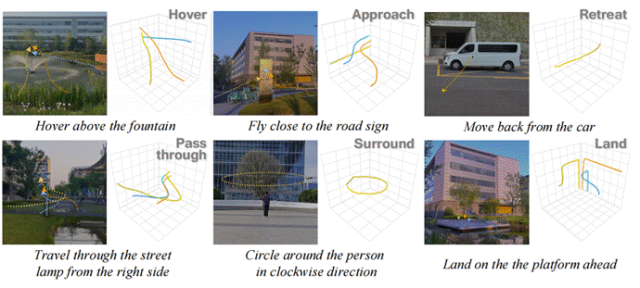 Hover
Approach
Retreat
Hover above the fountain
Fly close to the road sign
Move back from the car
Pass
through
Surround
Land
Travel through the street
lamp from the right side
Circle around the person
in clockwise direction
Land on the the platform ahead